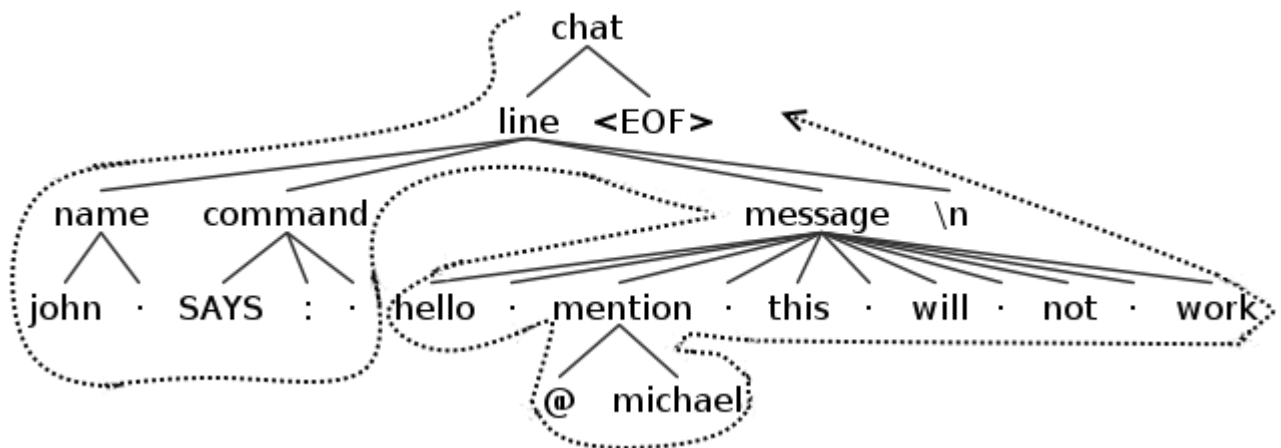 chat
line <EOF>
name command message \n
john · SAYS : · hello · mention · this · will · not · work
@ michael